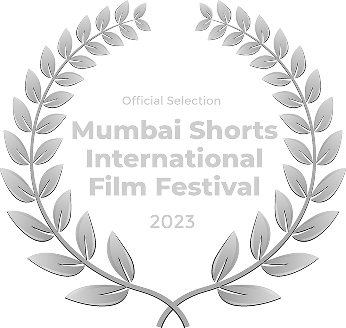 Official Selection
Mumbai Shorts
International
Film Festival
2023